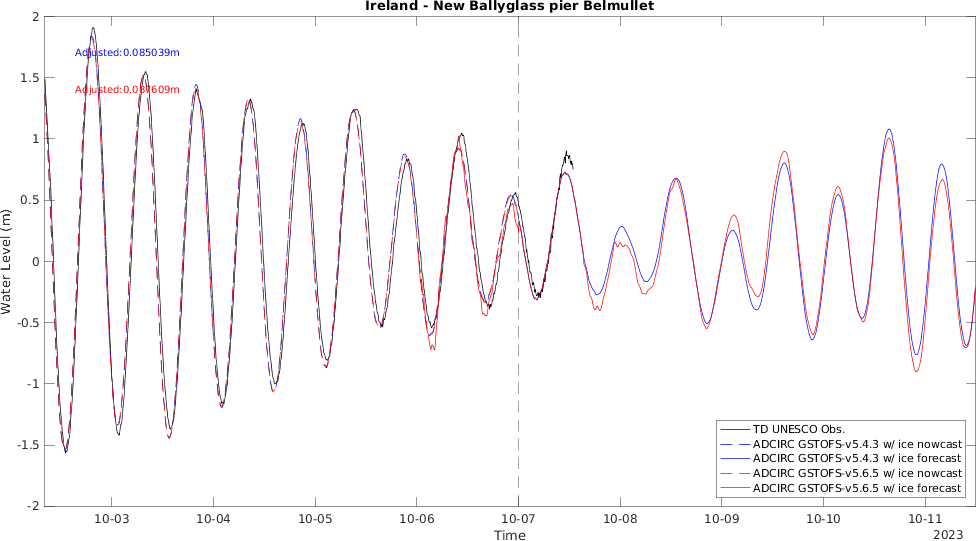 Ireland - New Ballyglass pier Belmullet
2
1.5
1
0.5
0
-0.5
-1
-1.5
-2
Water Level (m)
Adjusted:0.085039m
Adjusted:0.037609m
TD UNESCO Obs.
ADCIRC GSTOFS-v5.4.3 w/ ice nowcast
ADCIRC GSTOFS-v5.4.3 w/ ice forecast
ADCIRC GSTOFS-v5.6.5 w/ ice nowcast
ADCIRC GSTOFS-v5.6.5 w/ ice forecast
10-03 10-04 10-05 10-06 10-07 10-08 10-09 10-10 10-11
Time
2023